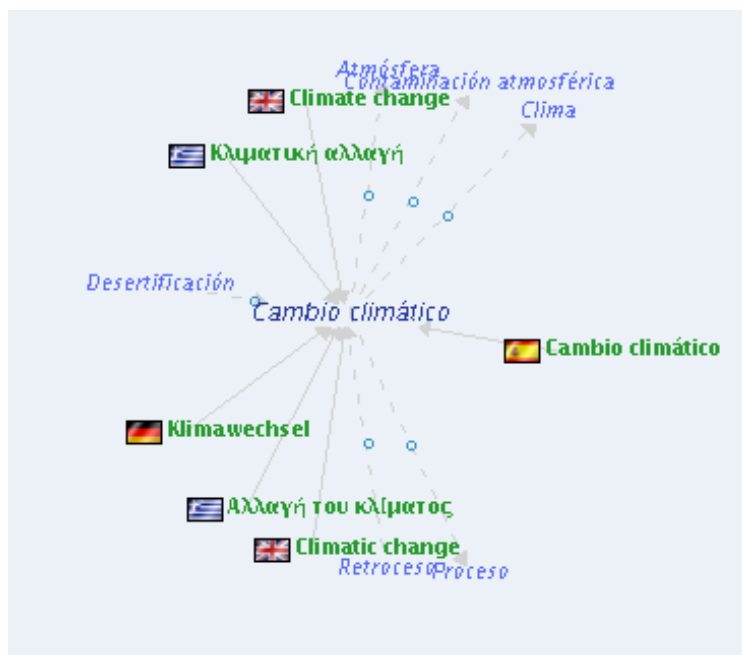 Atmósfera
Contaminación atmosférica
Climate change
Clima
Κλιματική αλλαγή
Desertificación
Cambio climático
Cambio climático
Klimawechsel
Αλλαγή του κλίματος
Climatic change
Retroceso
Proceso